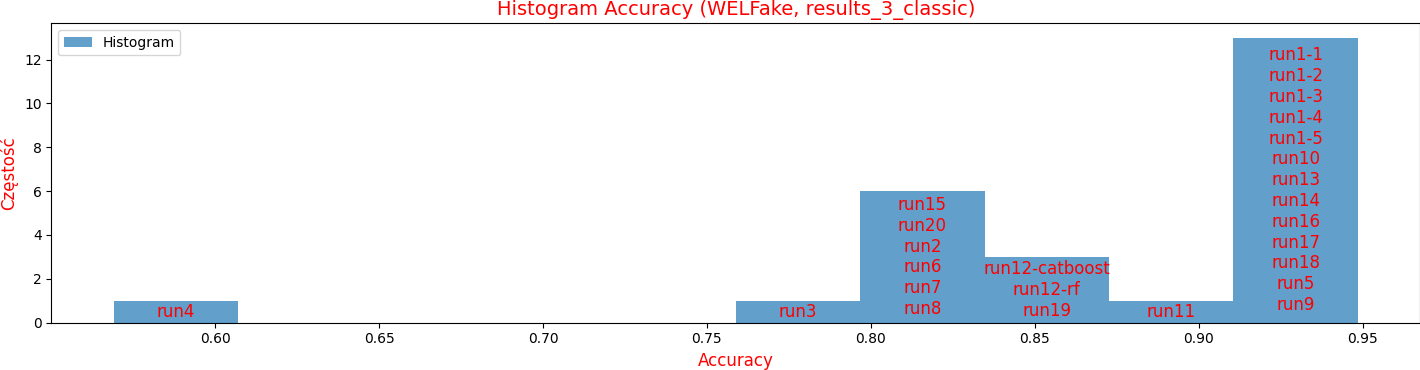 Histogram Accuracy (WELFake, results_3_classic)
Histogram
Częstość
12
10
8
6
4
2
0
run4
run3
run15
run20
run2
run6
run7
run8
run12-catboost
run12-rf
run19
run11
run1-1
run1-2
run1-3
run1-4
run1-5
run10
run13
run14
run16
run17
run18
run5
run9
0.60 0.65 0.70 0.75 0.80 0.85 0.90 0.95
Accuracy